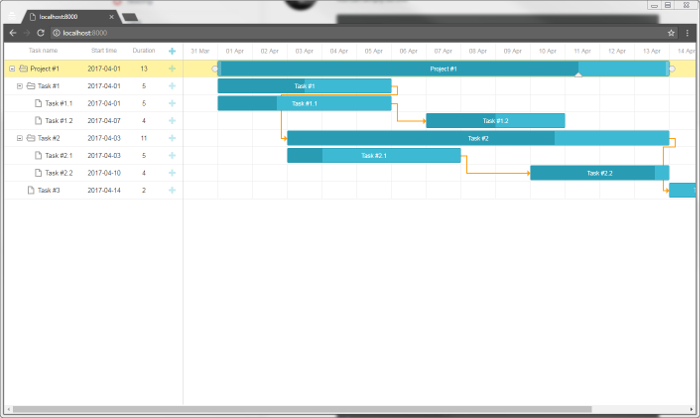 localhost:8000
localhost:8000
Task name Start time Duration 31 Mar 01 Apr 02 Apr 03 Apr 04 Apr 05 Apr 06 Apr 07 Apr 08 Apr 09 Apr 10 Apr 11 Apr 12 Apr 13 Apr 14 Apr
Project #1 2017-04-01 13 Project #1
Task #1 2017-04-01 5 Task #1
Task #1.1 2017-04-01 5 Task #1.1
Task #1.2 2017-04-07 4 Task #1.2
Task #2 2017-04-03 11 Task #2
Task #2.1 2017-04-03 5 Task #2.1
Task #2.2 2017-04-10 4 Task #2.2
Task #3 2017-04-14 2